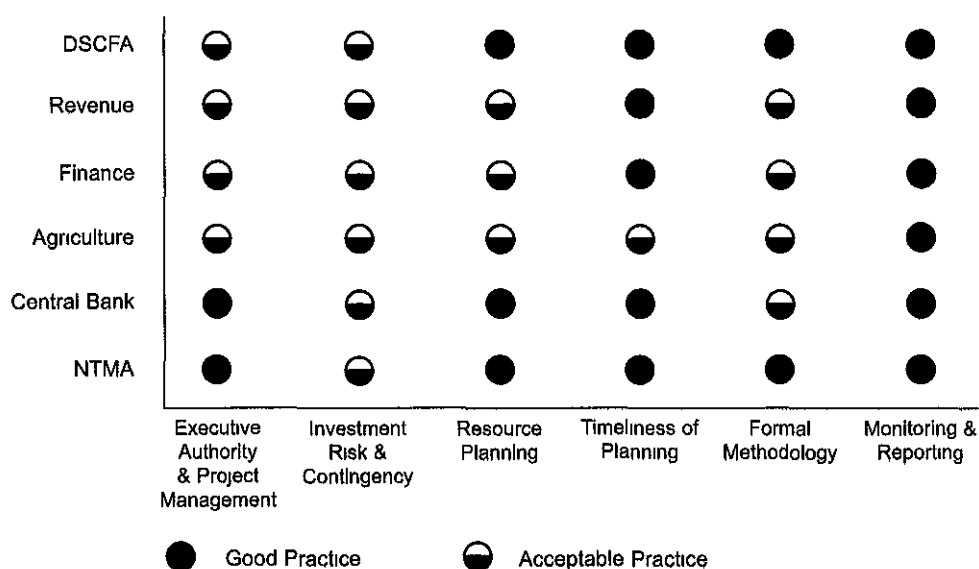 DSCFA
Revenue
Finance
Agriculture
Central Bank
NTMA
Executive Authority & Project Management
Investment Risk & Contingency
Resource Planning
Timeliness of Planning
Formal Methodology
Monitoring & Reporting
Good Practice
Acceptable Practice